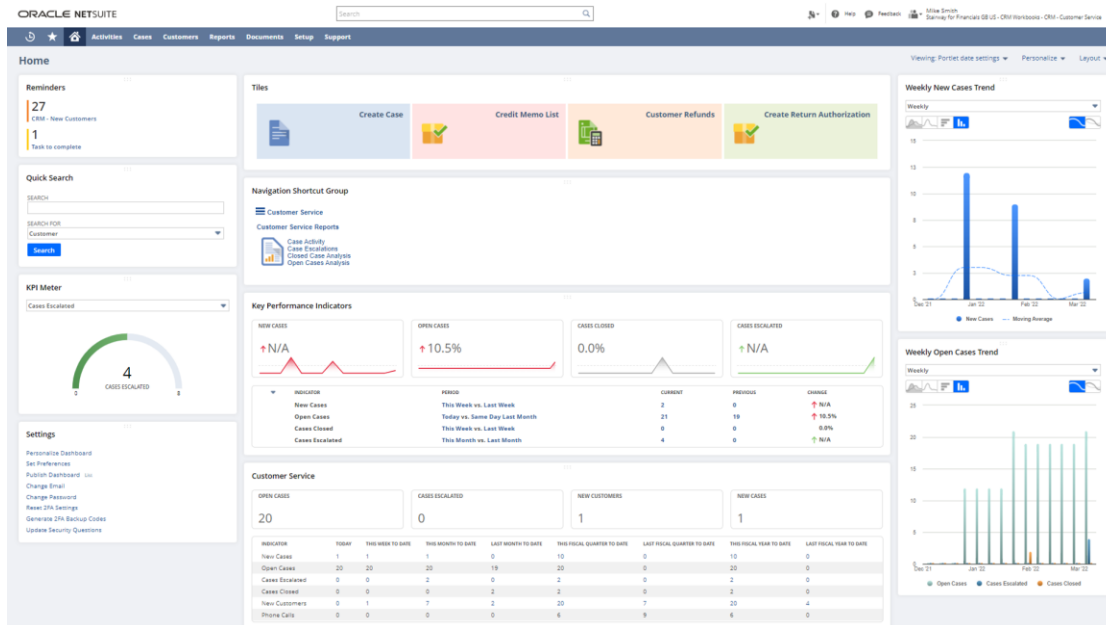 ORACLE NETSUITE
Search
Help
Feedback
Mike Smith
Stairway for Financials GB US - CRM Workbooks - CRM - Customer Service
Activities Cases Customers Reports Documents Setup Support
Home
Viewing: Portlet date settings Personalize Layout
Reminders
27
CRM - New Customers
1
Task to complete
Quick Search
SEARCH
SEARCH FOR
Customer
Search
KPI Meter
Cases Escalated
4
CASES ESCALATED
0 8
Settings
Personalize Dashboard
Set Preferences
Publish Dashboard
Change Email
Change Password
Reset 2FA Settings
Generate 2FA Backup Codes
Update Security Questions
Tiles
Create Case
Credit Memo List
Customer Refunds
Create Return Authorization
Navigation Shortcut Group
Customer Service
Customer Service Reports
Case Activity
Case Escalations
Closed Case Analysis
Open Cases Analysis
Key Performance Indicators
NEW CASES OPEN CASES CASES CLOSED CASES ESCALATED
N/A 10.5% 0.0% N/A
INDICATOR PERIOD CURRENT PREVIOUS CHANGE
New Cases This Week vs. Last Week 2 0 N/A
Open Cases Today vs. Same Day Last Month 21 19 10.5%
Cases Closed This Week vs. Last Week 0 0 0.0%
Cases Escalated This Month vs. Last Month 4 0 N/A
Customer Service
OPEN CASES CASES ESCALATED NEW CUSTOMERS NEW CASES
20 0 1 1
INDICATOR TODAY THIS WEEK TO DATE THIS MONTH TO DATE LAST MONTH TO DATE THIS FISCAL QUARTER TO DATE LAST FISCAL QUARTER TO DATE THIS FISCAL YEAR TO DATE LAST FISCAL YEAR TO DATE
New Cases 1 1 1 0 10 0 10 0
Open Cases 20 20 20 19 20 0 20 0
Cases Escalated 0 0 2 0 2 0 2 0
Cases Closed 0 0 0 2 2 0 2 0
New Customers 0 1 7 2 20 7 20 4
Phone Calls 0 0 0 0 6 9 6 0
Weekly New Cases Trend
Weekly
15
13
10
8
5
3
0
Dec '21 Jan '22 Feb '22 Mar '22
New Cases Moving Average
Weekly Open Cases Trend
Weekly
25
20
15
10
5
0
Dec '21 Jan '22 Feb '22 Mar '22
Open Cases Cases Escalated Cases Closed